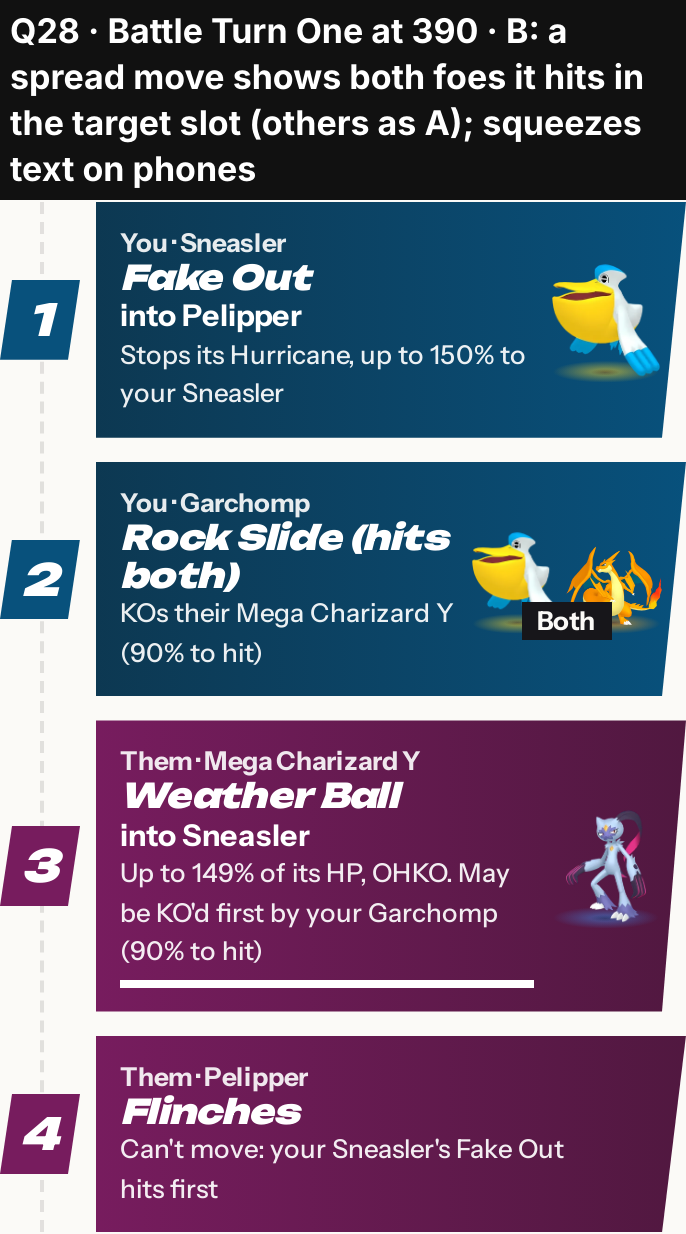 Q28 · Battle Turn One at 390 · B: a
spread move shows both foes it hits in
the target slot (others as A); squeezes
text on phones
1
You · Sneasler
Fake Out
into Pelipper
Stops its Hurricane, up to 150% to
your Sneasler
2
You · Garchomp
Rock Slide (hits
both)
KOs their Mega Charizard Y
(90% to hit)
Both
3
Them · Mega Charizard Y
Weather Ball
into Sneasler
Up to 149% of its HP, OHKO. May
be KO'd first by your Garchomp
(90% to hit)
4
Them · Pelipper
Flinches
Can't move: your Sneasler's Fake Out
hits first